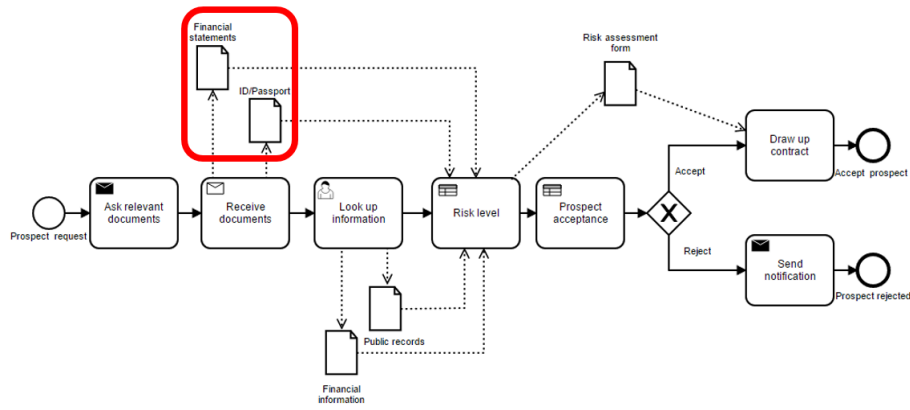 Financial
statements
ID/Passport
Risk assessment
form
Draw up
contract
Accept
Accept prospect
Ask relevant
documents
Receive
documents
Look up
information
Risk level
Prospect
acceptance
X
Prospect request
Reject
Send
notification
Prospect rejected
Public records
Financial
information